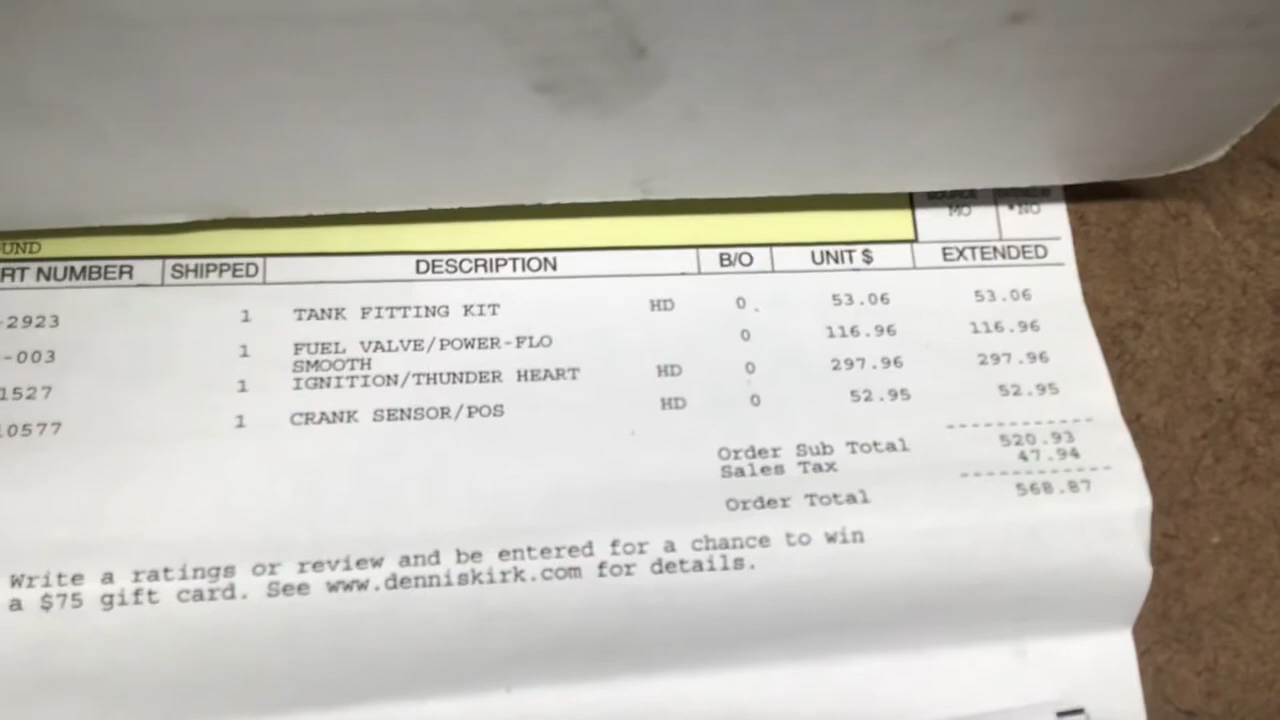 SOURCE
MO *NO
OUND
RT NUMBER SHIPPED DESCRIPTION B/O UNIT $ EXTENDED
-2923 1 TANK FITTING KIT HD 0 53.06 53.06
-003 1 FUEL VALVE/POWER-FLO 0 116.96 116.96
SMOOTH
1527 1 IGNITION/THUNDER HEART HD 0 297.96 297.96
10577 1 CRANK SENSOR/POS HD 0 52.95 52.95
Order Sub Total 520.93
Sales Tax 47.94
Order Total 568.87
Write a ratings or review and be entered for a chance to win
a $75 gift card. See www.denniskirk.com for details.